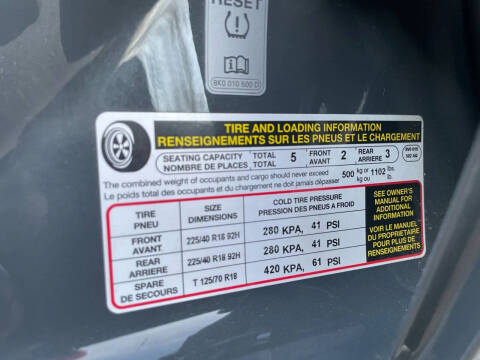 RESET
8K0 010 500 D
TIRE AND LOADING INFORMATION
RENSEIGNEMENTS SUR LES PNEUS ET LE CHARGEMENT
SEATING CAPACITY TOTAL 5 FRONT 2 REAR 3
NOMBRE DE PLACES TOTAL AVANT ARRIERE
The combined weight of occupants and cargo should never exceed 500 kg or 1102 lbs.
Le poids total des occupants et du chargement ne doit jamais dépasser kg ou lb.
TIRE SIZE COLD TIRE PRESSURE
PNEU DIMENSIONS PRESSION DES PNEUS A FROID
FRONT 225/40 R18 92H 280 KPA, 41 PSI
AVANT
REAR 225/40 R18 92H 280 KPA, 41 PSI
ARRIERE
SPARE T 125/70 R18 420 KPA, 61 PSI
DE SECOURS
SEE OWNER'S
MANUAL FOR
ADDITIONAL
INFORMATION
VOIR LE MANUEL
DU PROPRIETAIRE
POUR PLUS DE
RENSEIGNEMENTS